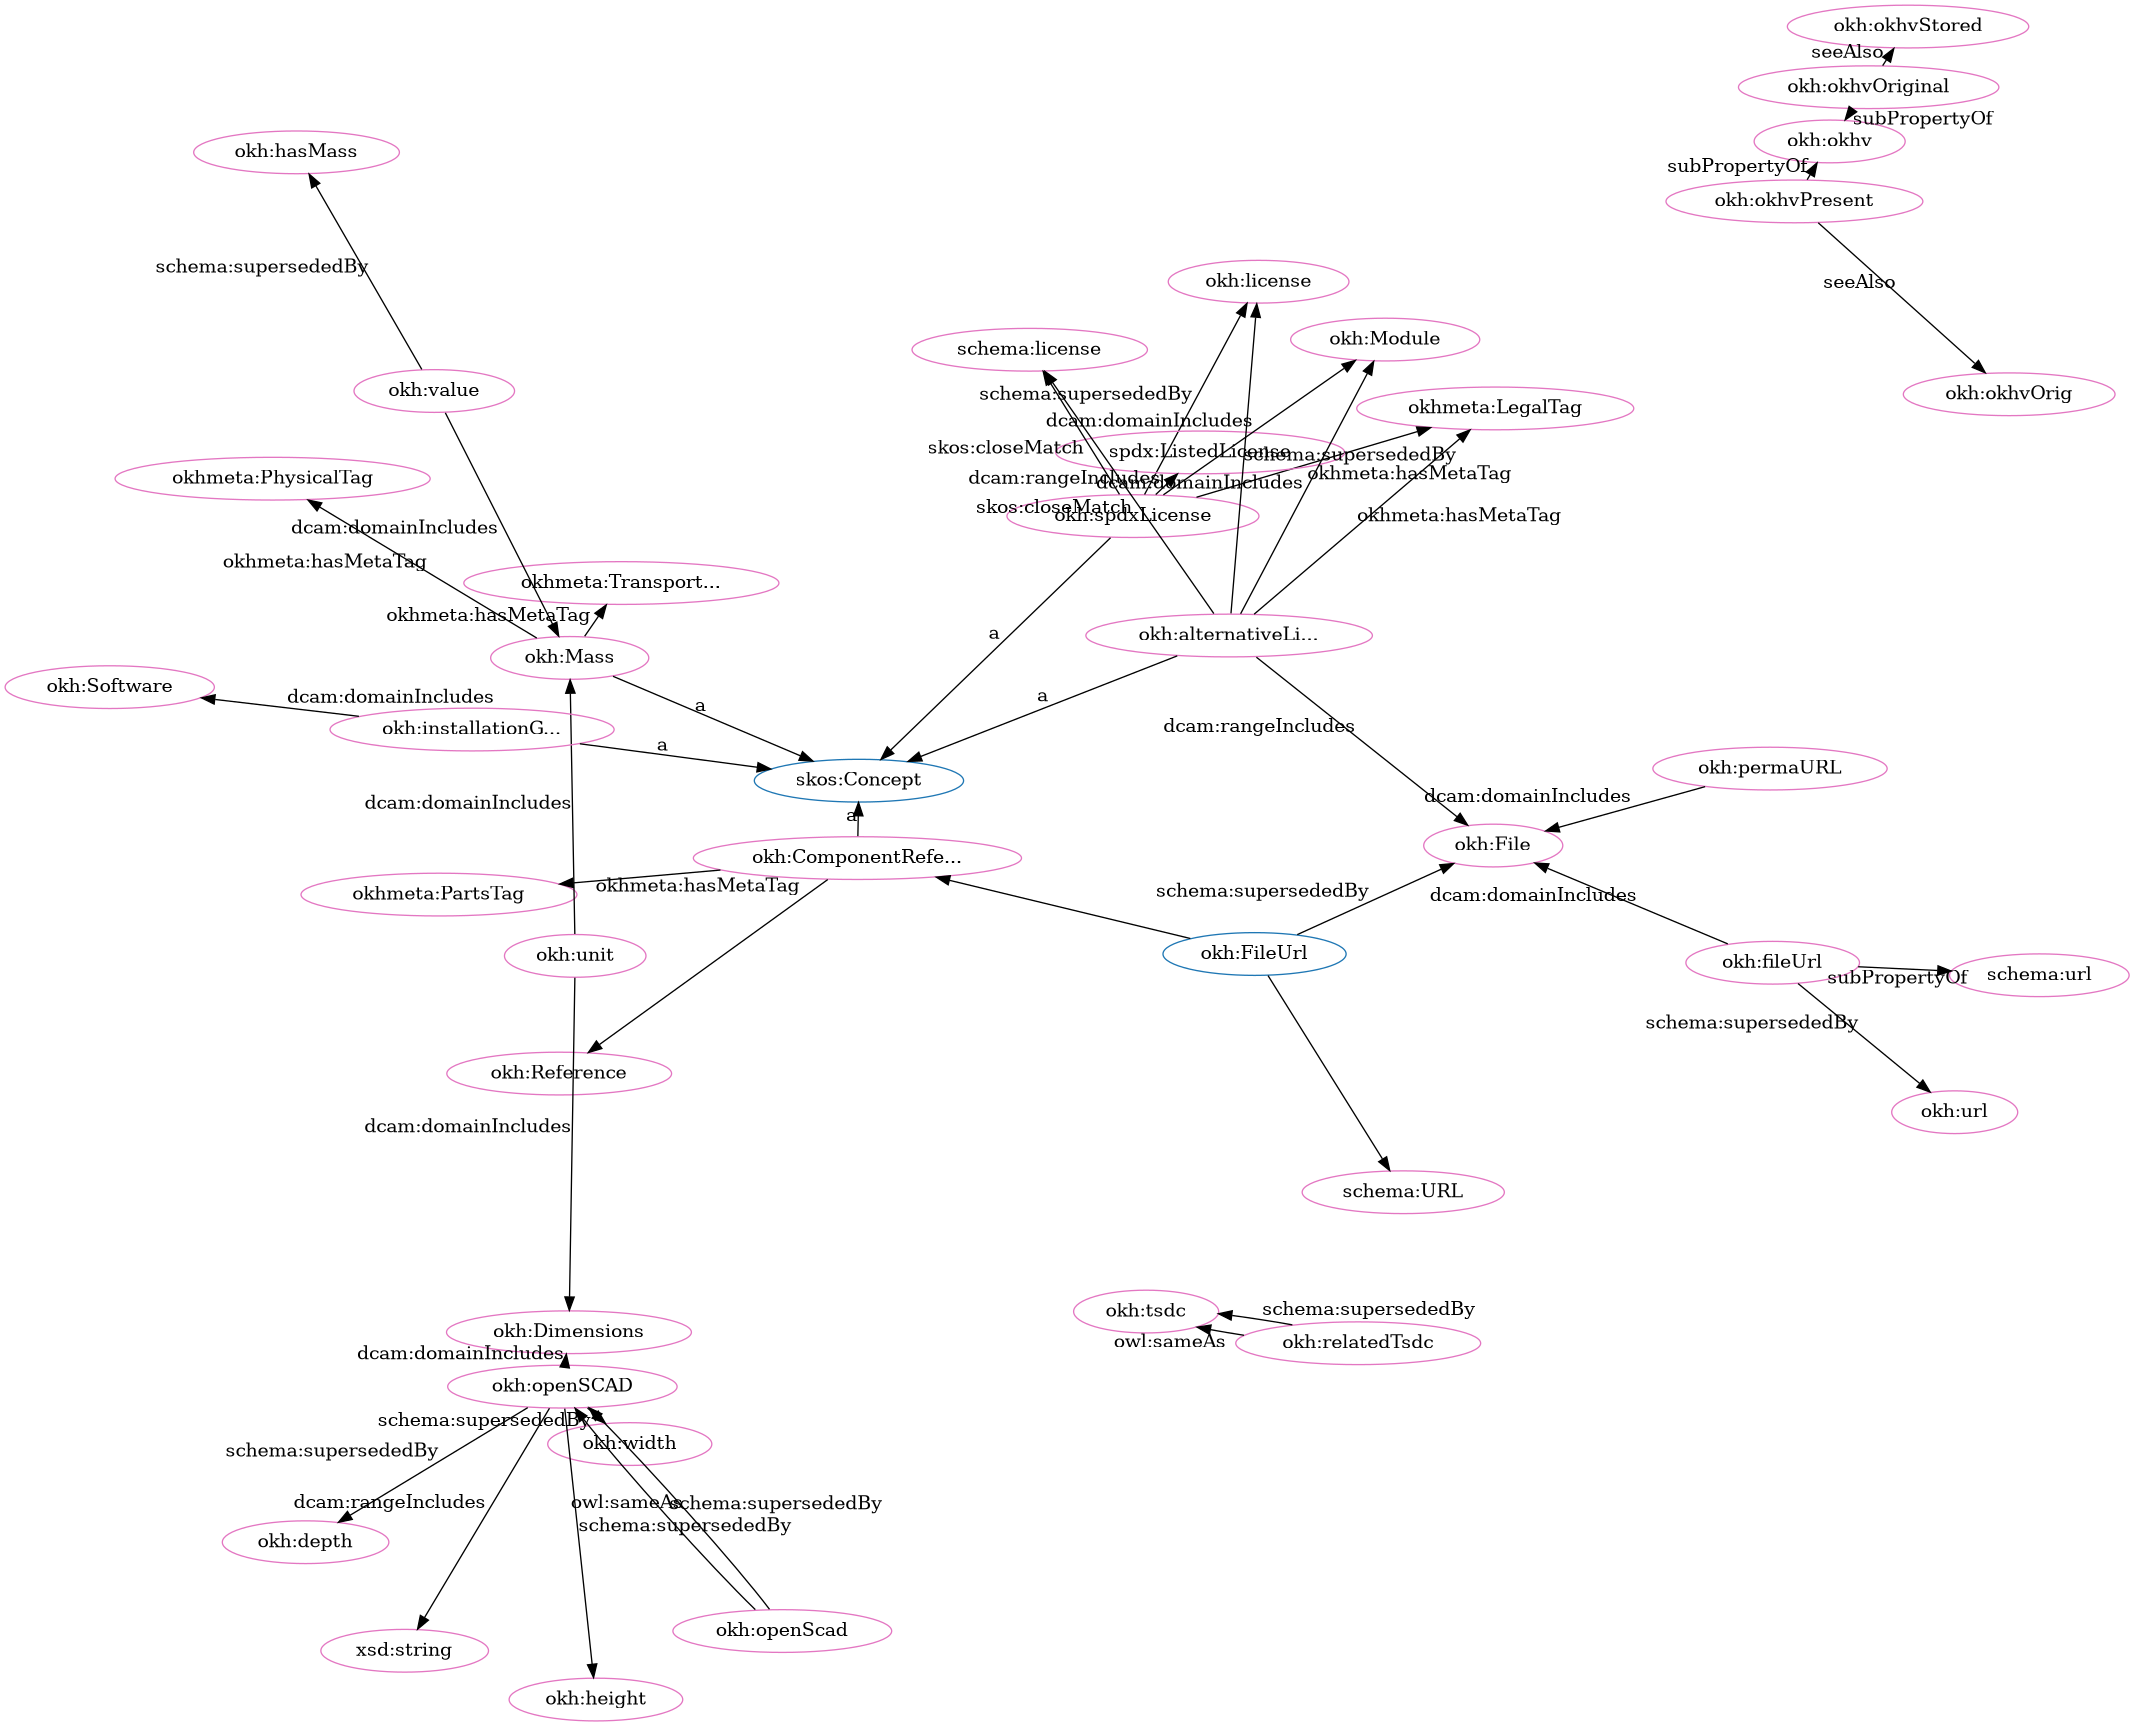 okh:okhvStored
seeAlso
okh:okhvOriginal
subPropertyOf
okh:okhv
okh:hasMass
subPropertyOf
okh:okhvPresent
schema:supersededBy
okh:license
seeAlso
okh:Module
schema:license
okh:value
schema:supersededBy
okh:okhvOrig
okhmeta:LegalTag
dcam:domainIncludes
skos:closeMatch
spdx:ListedLicense
schema:supersededBy
okhmeta:PhysicalTag
dcam:rangeIncludes
dcam:domainIncludes
okhmeta:hasMetaTag
skos:closeMatch
okh:spdxLicense
okhmeta:hasMetaTag
dcam:domainIncludes
okhmeta:hasMetaTag
okhmeta:Transport...
okhmeta:hasMetaTag
a
okh:alternativeLi...
okh:Mass
okh:Software
dcam:domainIncludes
a
a
okh:installationG...
dcam:rangeIncludes
a
skos:Concept
okh:permaURL
dcam:domainIncludes
dcam:domainIncludes
a
okh:File
okh:ComponentRefe...
okhmeta:PartsTag
okhmeta:hasMetaTag
schema:supersededBy
dcam:domainIncludes
okh:unit
okh:FileUrl
okh:fileUrl
subPropertyOf
schema:url
schema:supersededBy
okh:Reference
okh:url
dcam:domainIncludes
schema:URL
okh:tsdc
schema:supersededBy
okh:Dimensions
owl:sameAs
okh:relatedTsdc
dcam:domainIncludes
okh:openSCAD
schema:supersededBy
okh:width
schema:supersededBy
dcam:rangeIncludes
owl:sameAs
schema:supersededBy
schema:supersededBy
okh:depth
okh:openScad
xsd:string
okh:height